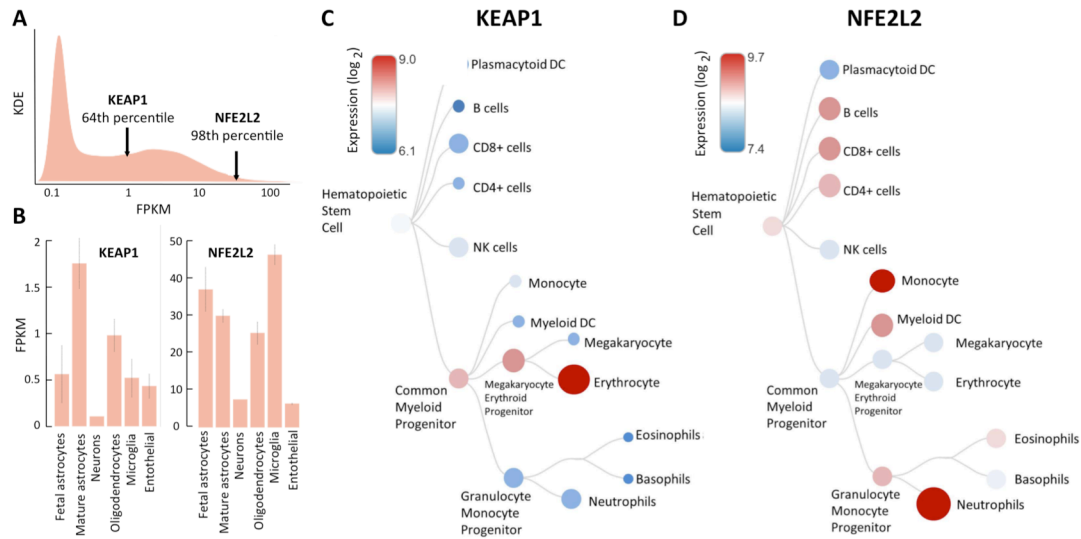 A
KDE
KEAP1
64th percentile
NFE2L2
98th percentile
0.1
1
10
100
FPKM
B
KEAP1
NFE2L2
FPKM
2
1.5
1
0.5
0
50
40
30
20
10
0
Fetal astrocytes
Mature astrocytes
Neurons
Oligodendrocytes
Microglia
Entothelial
Fetal astrocytes
Mature astrocytes
Neurons
Oligodendrocytes
Microglia
Entothelial
C
KEAP1
Expression (log 2)
9.0
6.1
Plasmacytoid DC
B cells
CD8+ cells
CD4+ cells
Hematopoietic
Stem
Cell
NK cells
Monocyte
Myeloid DC
Megakaryocyte
Erythrocyte
Common
Myeloid
Progenitor
Megakaryocyte
Erythroid
Progenitor
Eosinophils
Basophils
Neutrophils
Granulocyte
Monocyte
Progenitor
D
NFE2L2
Expression (log 2)
9.7
7.4
Plasmacytoid DC
B cells
CD8+ cells
CD4+ cells
Hematopoietic
Stem
Cell
NK cells
Monocyte
Myeloid DC
Megakaryocyte
Erythrocyte
Common
Myeloid
Progenitor
Megakaryocyte
Erythroid
Progenitor
Eosinophils
Basophils
Neutrophils
Granulocyte
Monocyte
Progenitor